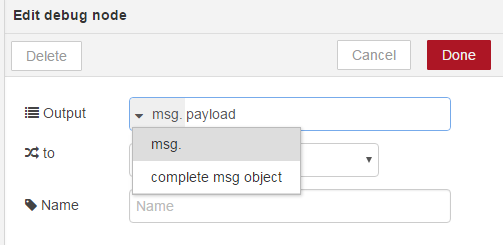 Edit debug node
Delete
Cancel
Done
Output
msg. payload
msg.
complete msg object
to
Name
Name